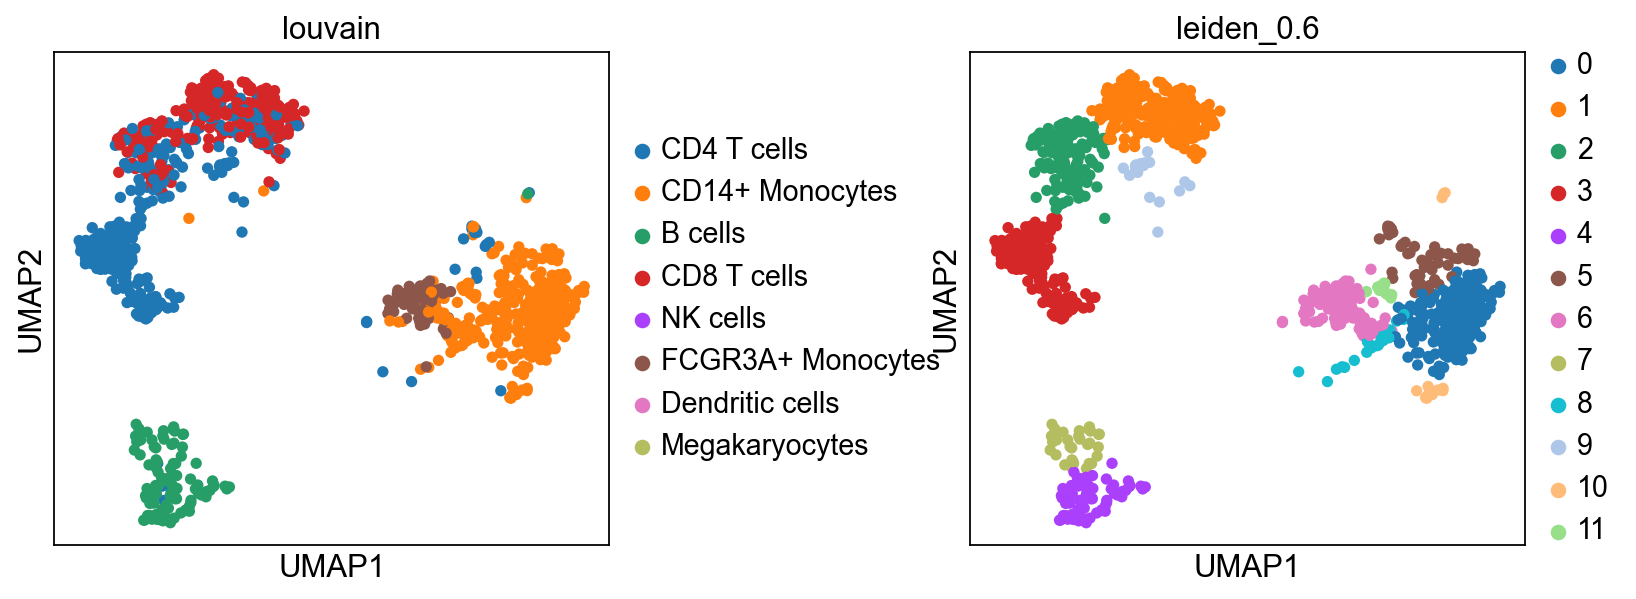 louvain
UMAP2
UMAP1
CD4 T cells
CD14+ Monocytes
B cells
CD8 T cells
NK cells
FCGR3A+ Monocytes
Dendritic cells
Megakaryocytes
leiden_0.6
UMAP2
UMAP1
0
1
2
3
4
5
6
7
8
9
10
11